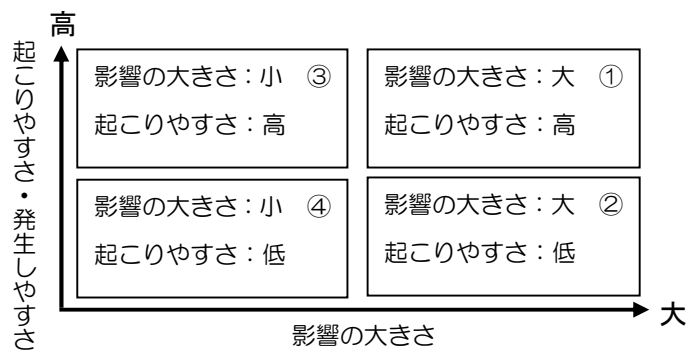 高
起こりやすさ・発生しやすさ
影響の大きさ：小 ③
起こりやすさ：高
影響の大きさ：大 ①
起こりやすさ：高
影響の大きさ：小 ④
起こりやすさ：低
影響の大きさ：大 ②
起こりやすさ：低
大
影響の大きさ